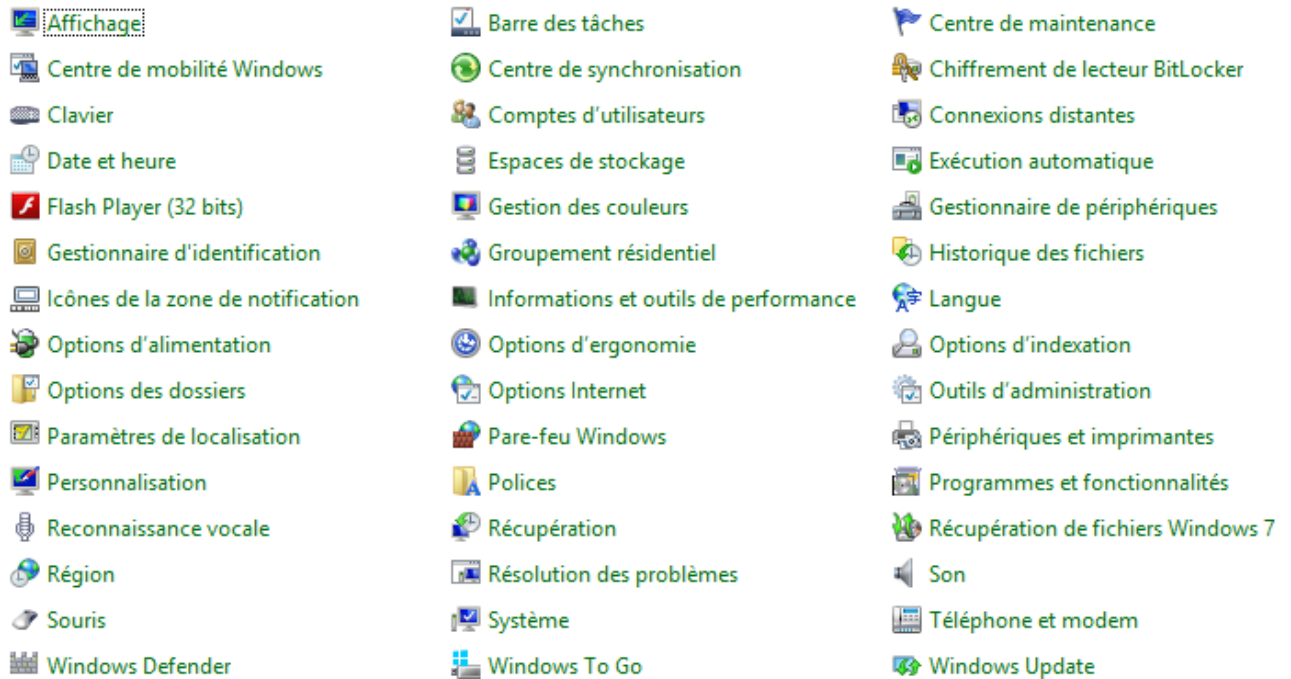 Affichage
Barre des tâches
Centre de maintenance
Centre de mobilité Windows
Centre de synchronisation
Chiffrement de lecteur BitLocker
Clavier
Comptes d'utilisateurs
Connexions distantes
Date et heure
Espaces de stockage
Exécution automatique
Flash Player (32 bits)
Gestion des couleurs
Gestionnaire de périphériques
Gestionnaire d'identification
Groupement résidentiel
Historique des fichiers
Icônes de la zone de notification
Informations et outils de performance
Langue
Options d'alimentation
Options d'ergonomie
Options d'indexation
Options des dossiers
Options Internet
Outils d'administration
Paramètres de localisation
Pare-feu Windows
Périphériques et imprimantes
Personnalisation
Polices
Programmes et fonctionnalités
Reconnaissance vocale
Récupération
Récupération de fichiers Windows 7
Région
Résolution des problèmes
Son
Souris
Système
Téléphone et modem
Windows Defender
Windows To Go
Windows Update